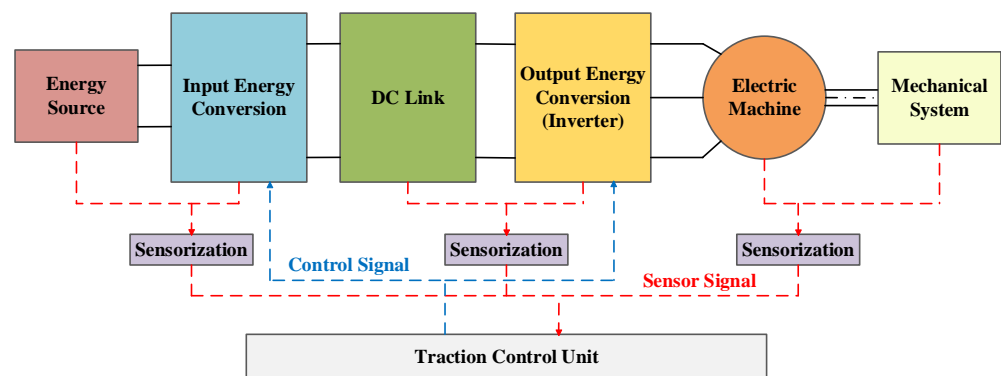 Energy
Source
Input Energy
Conversion
DC Link
Output Energy
Conversion
(Inverter)
Electric
Machine
Mechanical
System
Sensorization
Sensorization
Sensorization
Control Signal
Sensor Signal
Traction Control Unit